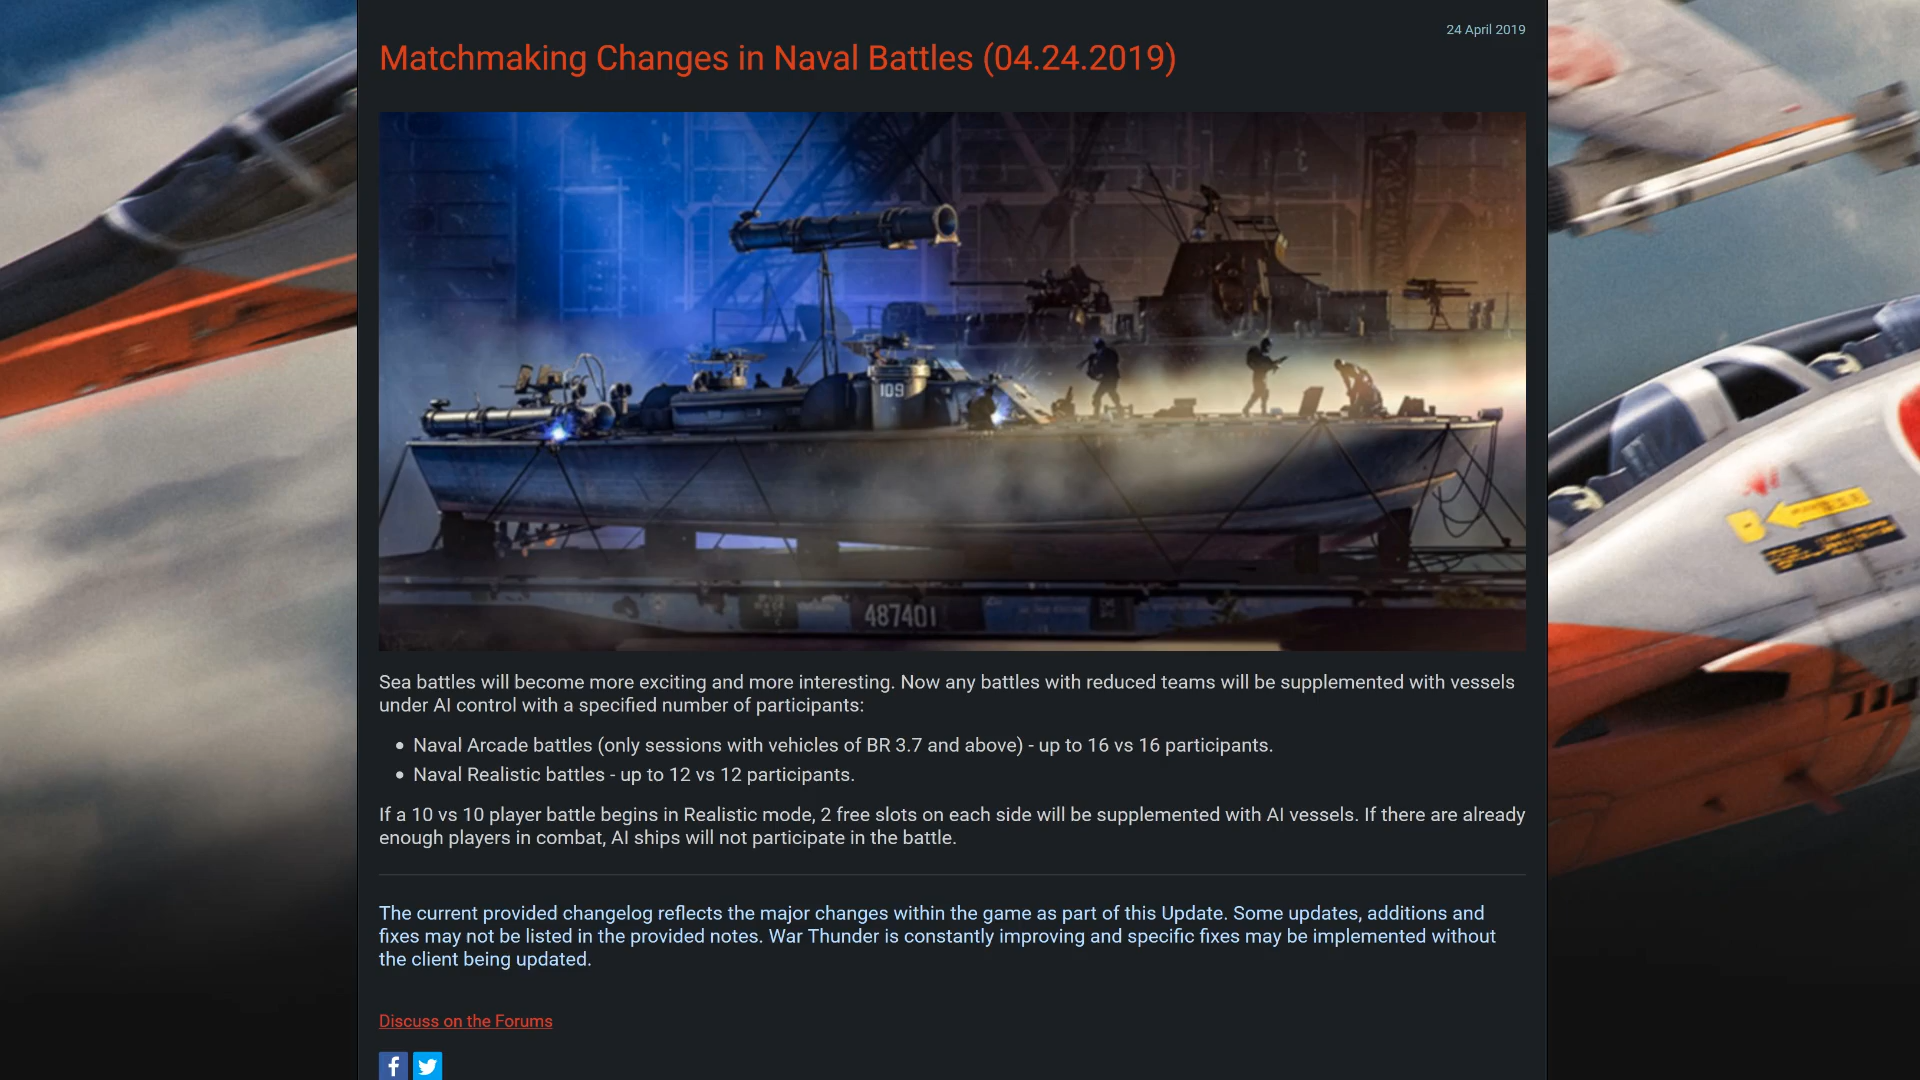 24 April 2019
Matchmaking Changes in Naval Battles (04.24.2019)
109
487401
Sea battles will become more exciting and more interesting. Now any battles with reduced teams will be supplemented with vessels
under AI control with a specified number of participants:
Naval Arcade battles (only sessions with vehicles of BR 3.7 and above) - up to 16 vs 16 participants.
Naval Realistic battles - up to 12 vs 12 participants.
If a 10 vs 10 player battle begins in Realistic mode, 2 free slots on each side will be supplemented with AI vessels. If there are already
enough players in combat, AI ships will not participate in the battle.
The current provided changelog reflects the major changes within the game as part of this Update. Some updates, additions and
fixes may not be listed in the provided notes. War Thunder is constantly improving and specific fixes may be implemented without
the client being updated.
Discuss on the Forums